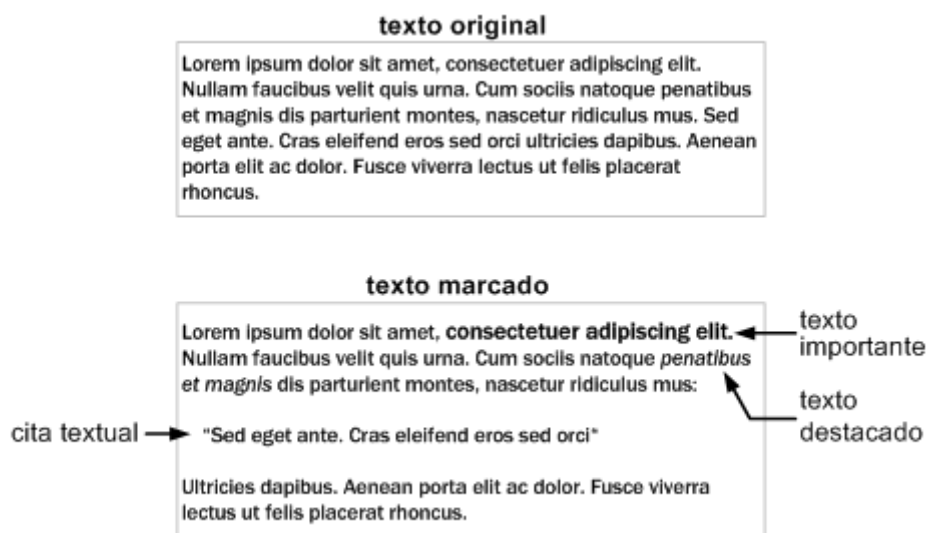 texto original
Lorem ipsum dolor sit amet, consectetuer adipiscing elit.
Nullam faucibus velit quis urna. Cum sociis natoque penatibus
et magnis dis parturient montes, nascetur ridiculus mus. Sed
eget ante. Cras eleifend eros sed orci ultricies dapibus. Aenean
porta elit ac dolor. Fusce viverra lectus ut felis placerat
rhoncus.
texto marcado
Lorem ipsum dolor sit amet, consectetuer adipiscing elit.
texto
importante
Nullam faucibus velit quis urna. Cum sociis natoque penatibus
et magnis dis parturient montes, nascetur ridiculus mus:
texto
destacado
cita textual
"Sed eget ante. Cras eleifend eros sed orci"
Ultricies dapibus. Aenean porta elit ac dolor. Fusce viverra
lectus ut felis placerat rhoncus.